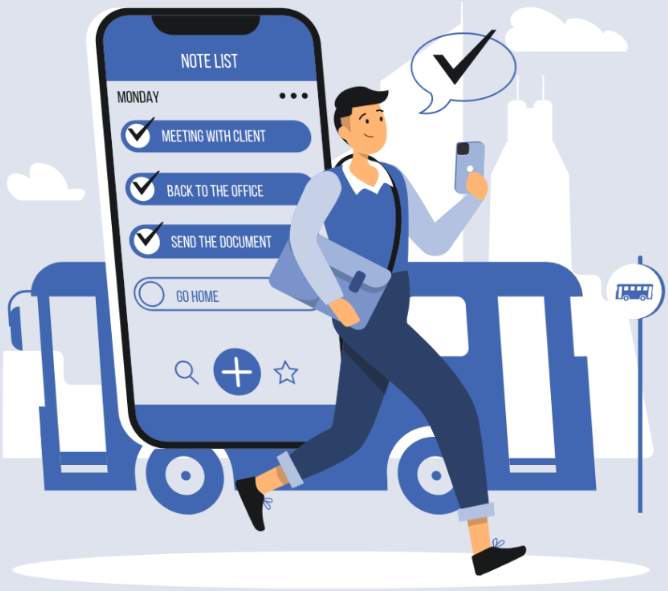 NOTE LIST
MONDAY
MEETING WITH CLIENT
BACK TO THE OFFICE
SEND THE DOCUMENT
GO HOME